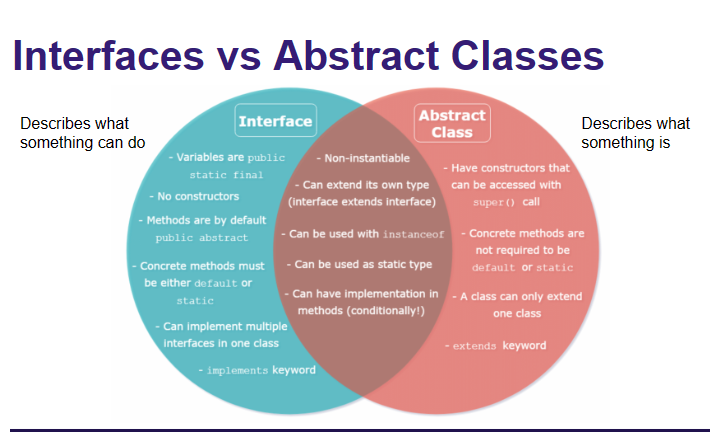 Interfaces vs Abstract Classes
Describes what
something can do
Interface
- Variables are public
static final
- No constructors
- Methods are by default
public abstract
- Concrete methods must
be either default or
static
- Can implement multiple
interfaces in one class
- implements keyword
- Non-instantiable
- Can extend its own type
(interface extends interface)
- Can be used with instanceof
- Can be used as static type
- Can have implementation in
methods (conditionally!)
Abstract
Class
- Have constructors that
can be accessed with
super() call
- Concrete methods are
not required to be
default or static
- A class can only extend
one class
- extends keyword
Describes what
something is